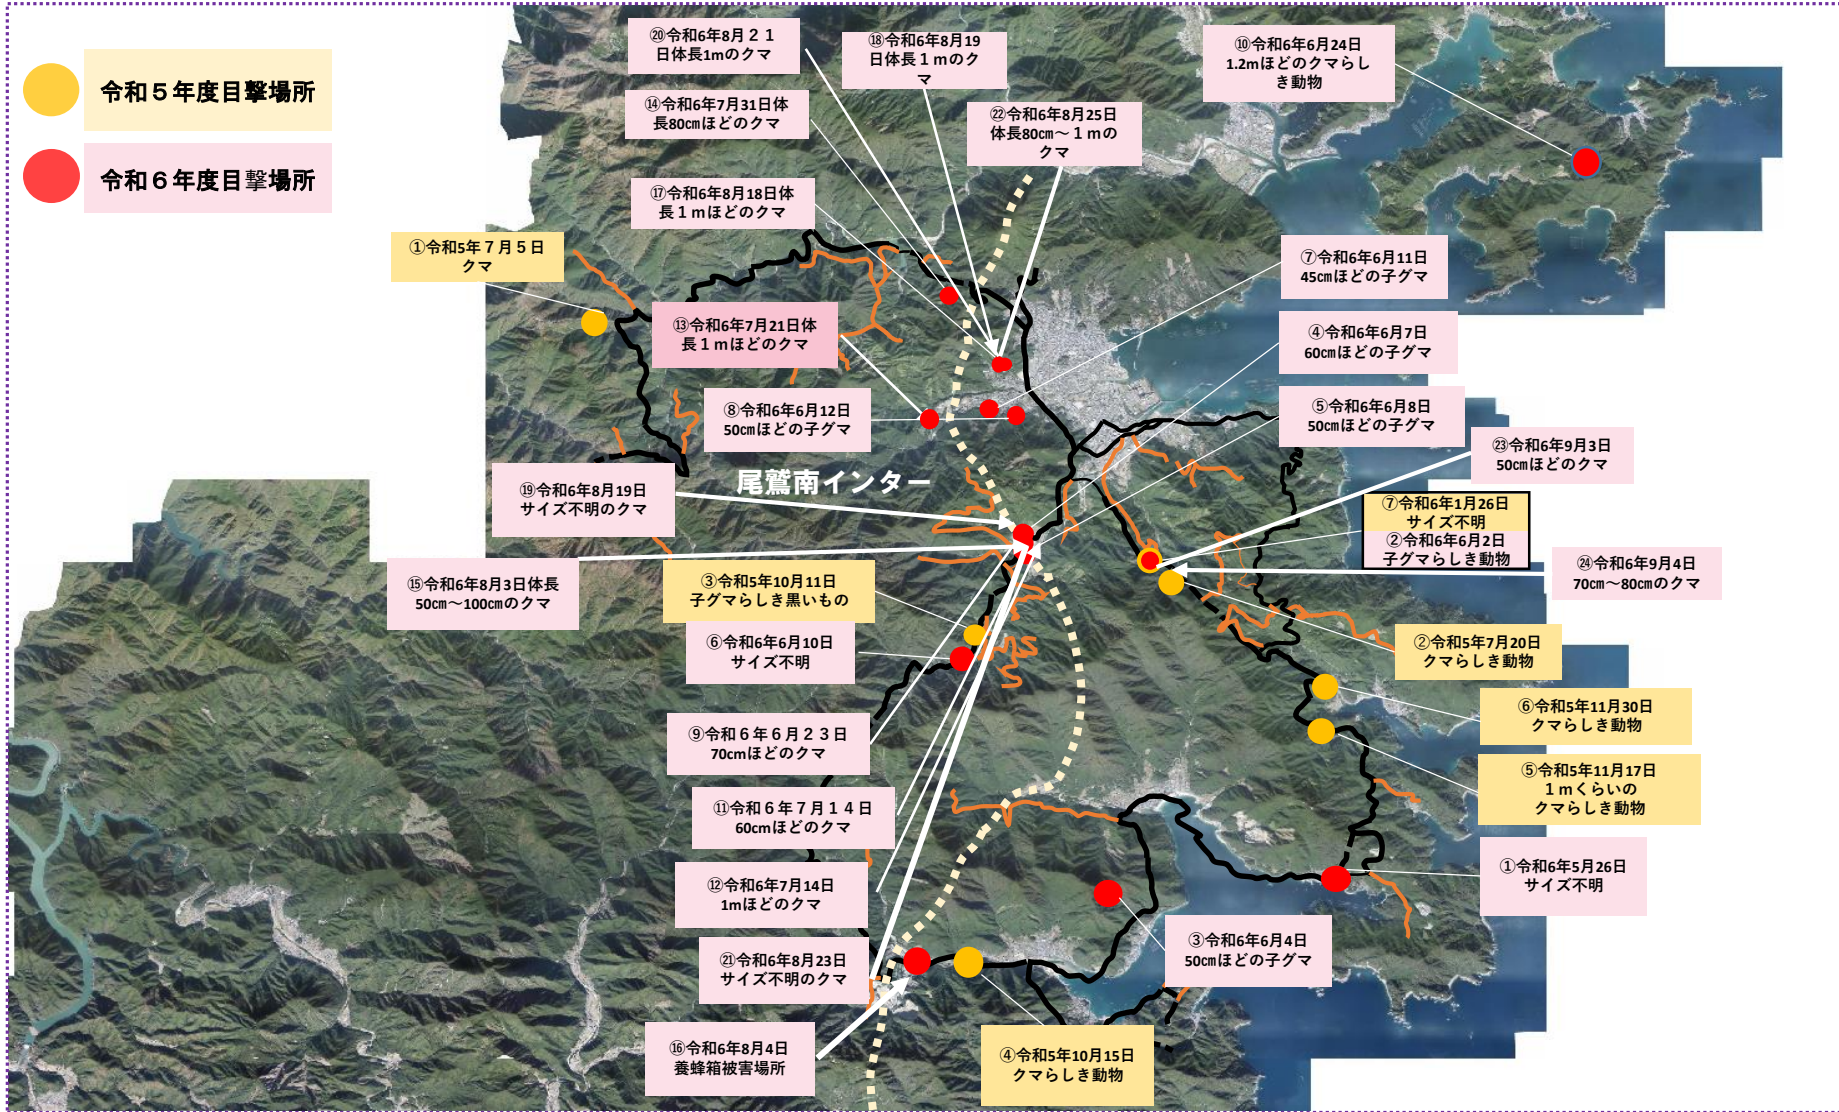 令和５年度目撃場所
令和６年度目撃場所
⑳令和6年8月２１
日体長1mのクマ
⑱令和6年8月19
日体長１ｍのク
マ
⑩令和6年6月24日
1.2mほどのクマらし
き動物
⑭令和6年7月31日体
長80㎝ほどのクマ
㉒令和6年8月25日
体長80㎝～１ｍの
クマ
⑰令和6年8月18日体
長１ｍほどのクマ
①令和5年７月５日
クマ
⑦令和6年6月11日
45㎝ほどの子グマ
⑬令和6年7月21日体
長１ｍほどのクマ
④令和6年6月7日
60㎝ほどの子グマ
⑧令和6年6月12日
50㎝ほどの子グマ
⑤令和6年6月8日
50㎝ほどの子グマ
㉓令和6年9月3日
50㎝ほどのクマ
尾鷲南インター
⑲令和6年8月19日
サイズ不明のクマ
⑦令和6年1月26日
サイズ不明
②令和6年6月2日
子グマらしき動物
㉔令和6年9月4日
70㎝～80㎝のクマ
⑮令和6年8月3日体長
50㎝～100㎝のクマ
③令和5年10月11日
子グマらしき黒いもの
⑥令和6年6月10日
サイズ不明
②令和5年7月20日
クマらしき動物
⑥令和5年11月30日
クマらしき動物
⑨令和６年６月２３日
70cmほどのクマ
⑤令和5年11月17日
１ｍくらいの
クマらしき動物
⑪令和６年７月１４日
60cmほどのクマ
①令和6年5月26日
サイズ不明
⑫令和6年7月14日
1mほどのクマ
③令和6年6月4日
50㎝ほどの子グマ
㉑令和6年8月23日
サイズ不明のクマ
⑯令和6年8月4日
養蜂箱被害場所
④令和5年10月15日
クマらしき動物